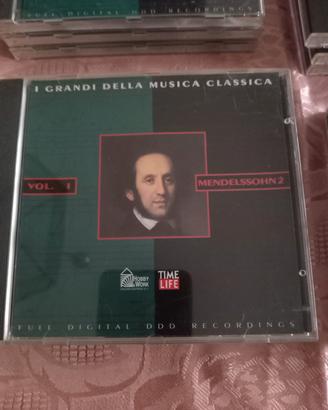 FULL DIGITAL DDD RECORDINGS
I GRANDI DELLA MUSICA CLASSICA
VOL.
MENDELSSOHN 2
HOBBY
WORK
TIME
LIFE
FULL DIGITAL DDD RECORDINGS